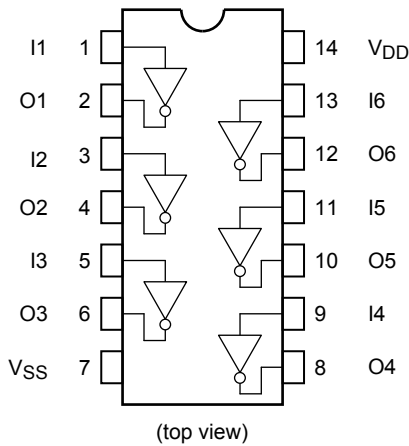 I1 1 14 VDD
O1 2 13 I6
I2 3 12 O6
O2 4 11 I5
I3 5 10 O5
O3 6 9 I4
VSS 7 8 O4
(top view)